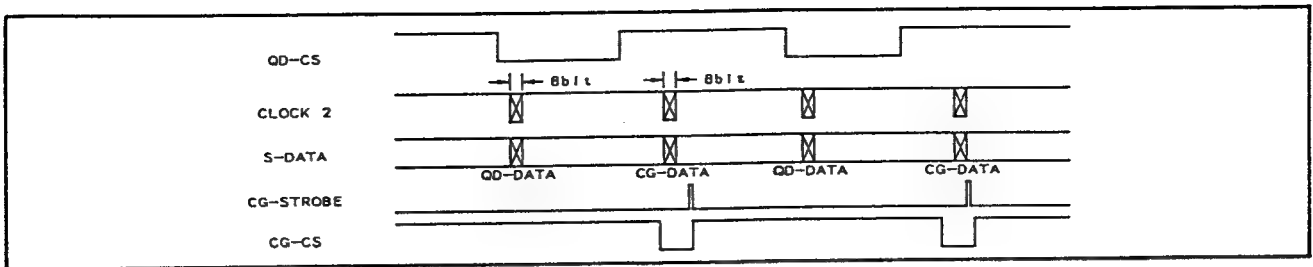 QD-CS
8bit 8bit
CLOCK 2
S-DATA
QD-DATA CG-DATA QD-DATA CG-DATA
CG-STROBE
CG-CS